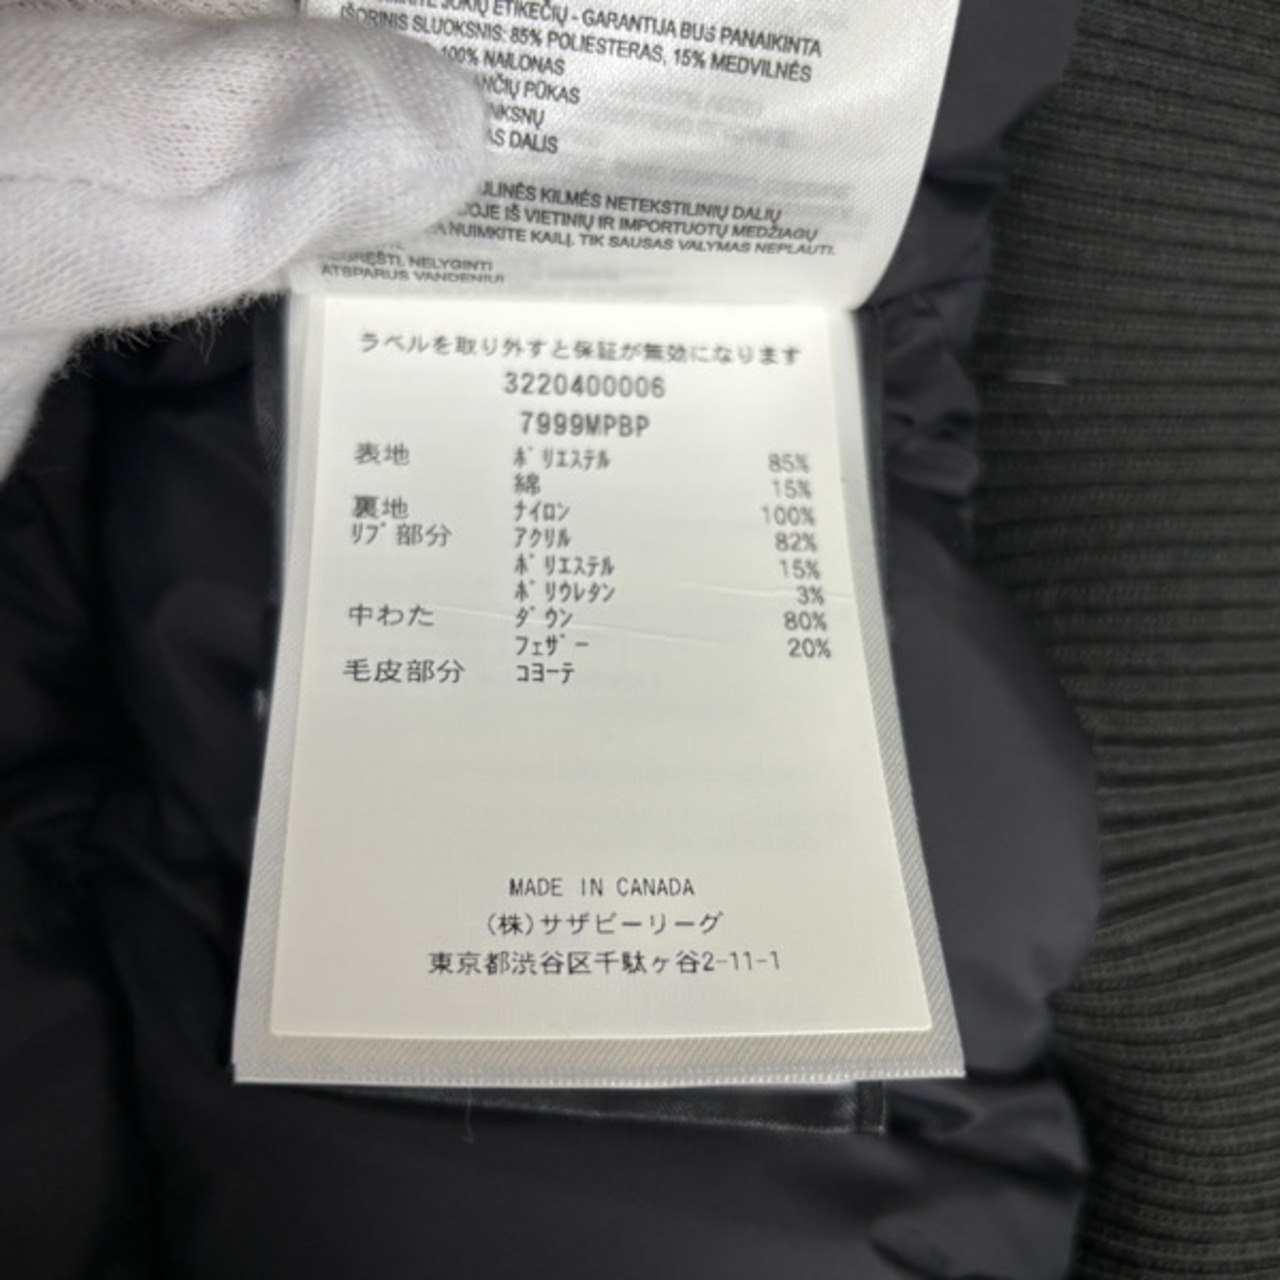 JOKIŲ ETIKEČIŲ - GARANTIJA BUS PANAIKINTA
IŠORINIS SLUOKSNIS: 85% POLIESTERAS, 15% MEDVILNĖS
100% NAILONAS
PŪKAS
DALIS
KILMĖS NETEKSTILINIŲ DALIŲ
IŠ VIETINIŲ IR IMPORTUOTŲ MEDŽIAGŲ
NUIMKITE KAILĮ. TIK SAUSAS VALYMAS NEPLAUTI.
NELYGINTI
ATSPARUS VANDENIUI
ラベルを取り外すと保証が無効になります
3220400006
7999MPBP
表地 ﾎﾟﾘｴｽﾃﾙ 85%
綿 15%
裏地 ﾅｲﾛﾝ 100%
ﾘﾌﾞ部分 ｱｸﾘﾙ 82%
ﾎﾟﾘｴｽﾃﾙ 15%
ﾎﾟﾘｳﾚﾀﾝ 3%
中わた ﾀﾞｳﾝ 80%
ﾌｪｻﾞｰ 20%
毛皮部分 ｺﾖｰﾃ
MADE IN CANADA
(株)サザビーリーグ
東京都渋谷区千駄ヶ谷2-11-1